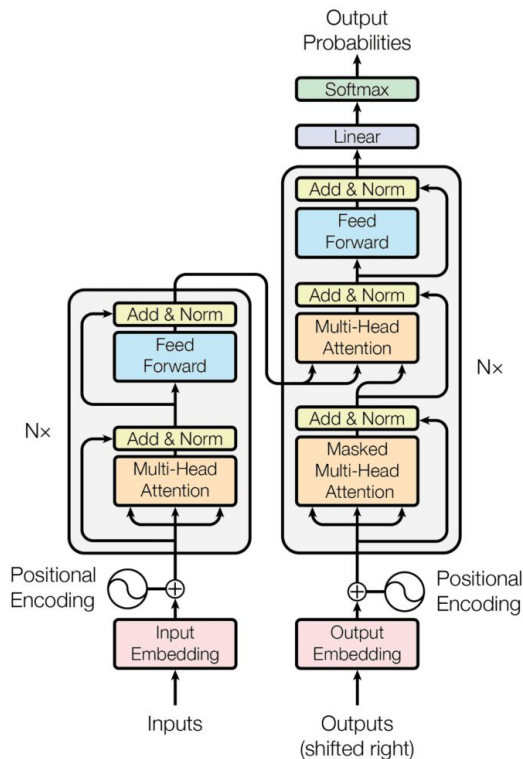 Output
Probabilities
Softmax
Linear
Add & Norm
Feed
Forward
Add & Norm
Multi-Head
Attention
Add & Norm
Masked
Multi-Head
Attention
N×
Positional
Encoding
Output
Embedding
Outputs
(shifted right)
Add & Norm
Feed
Forward
Add & Norm
Multi-Head
Attention
N×
Positional
Encoding
Input
Embedding
Inputs